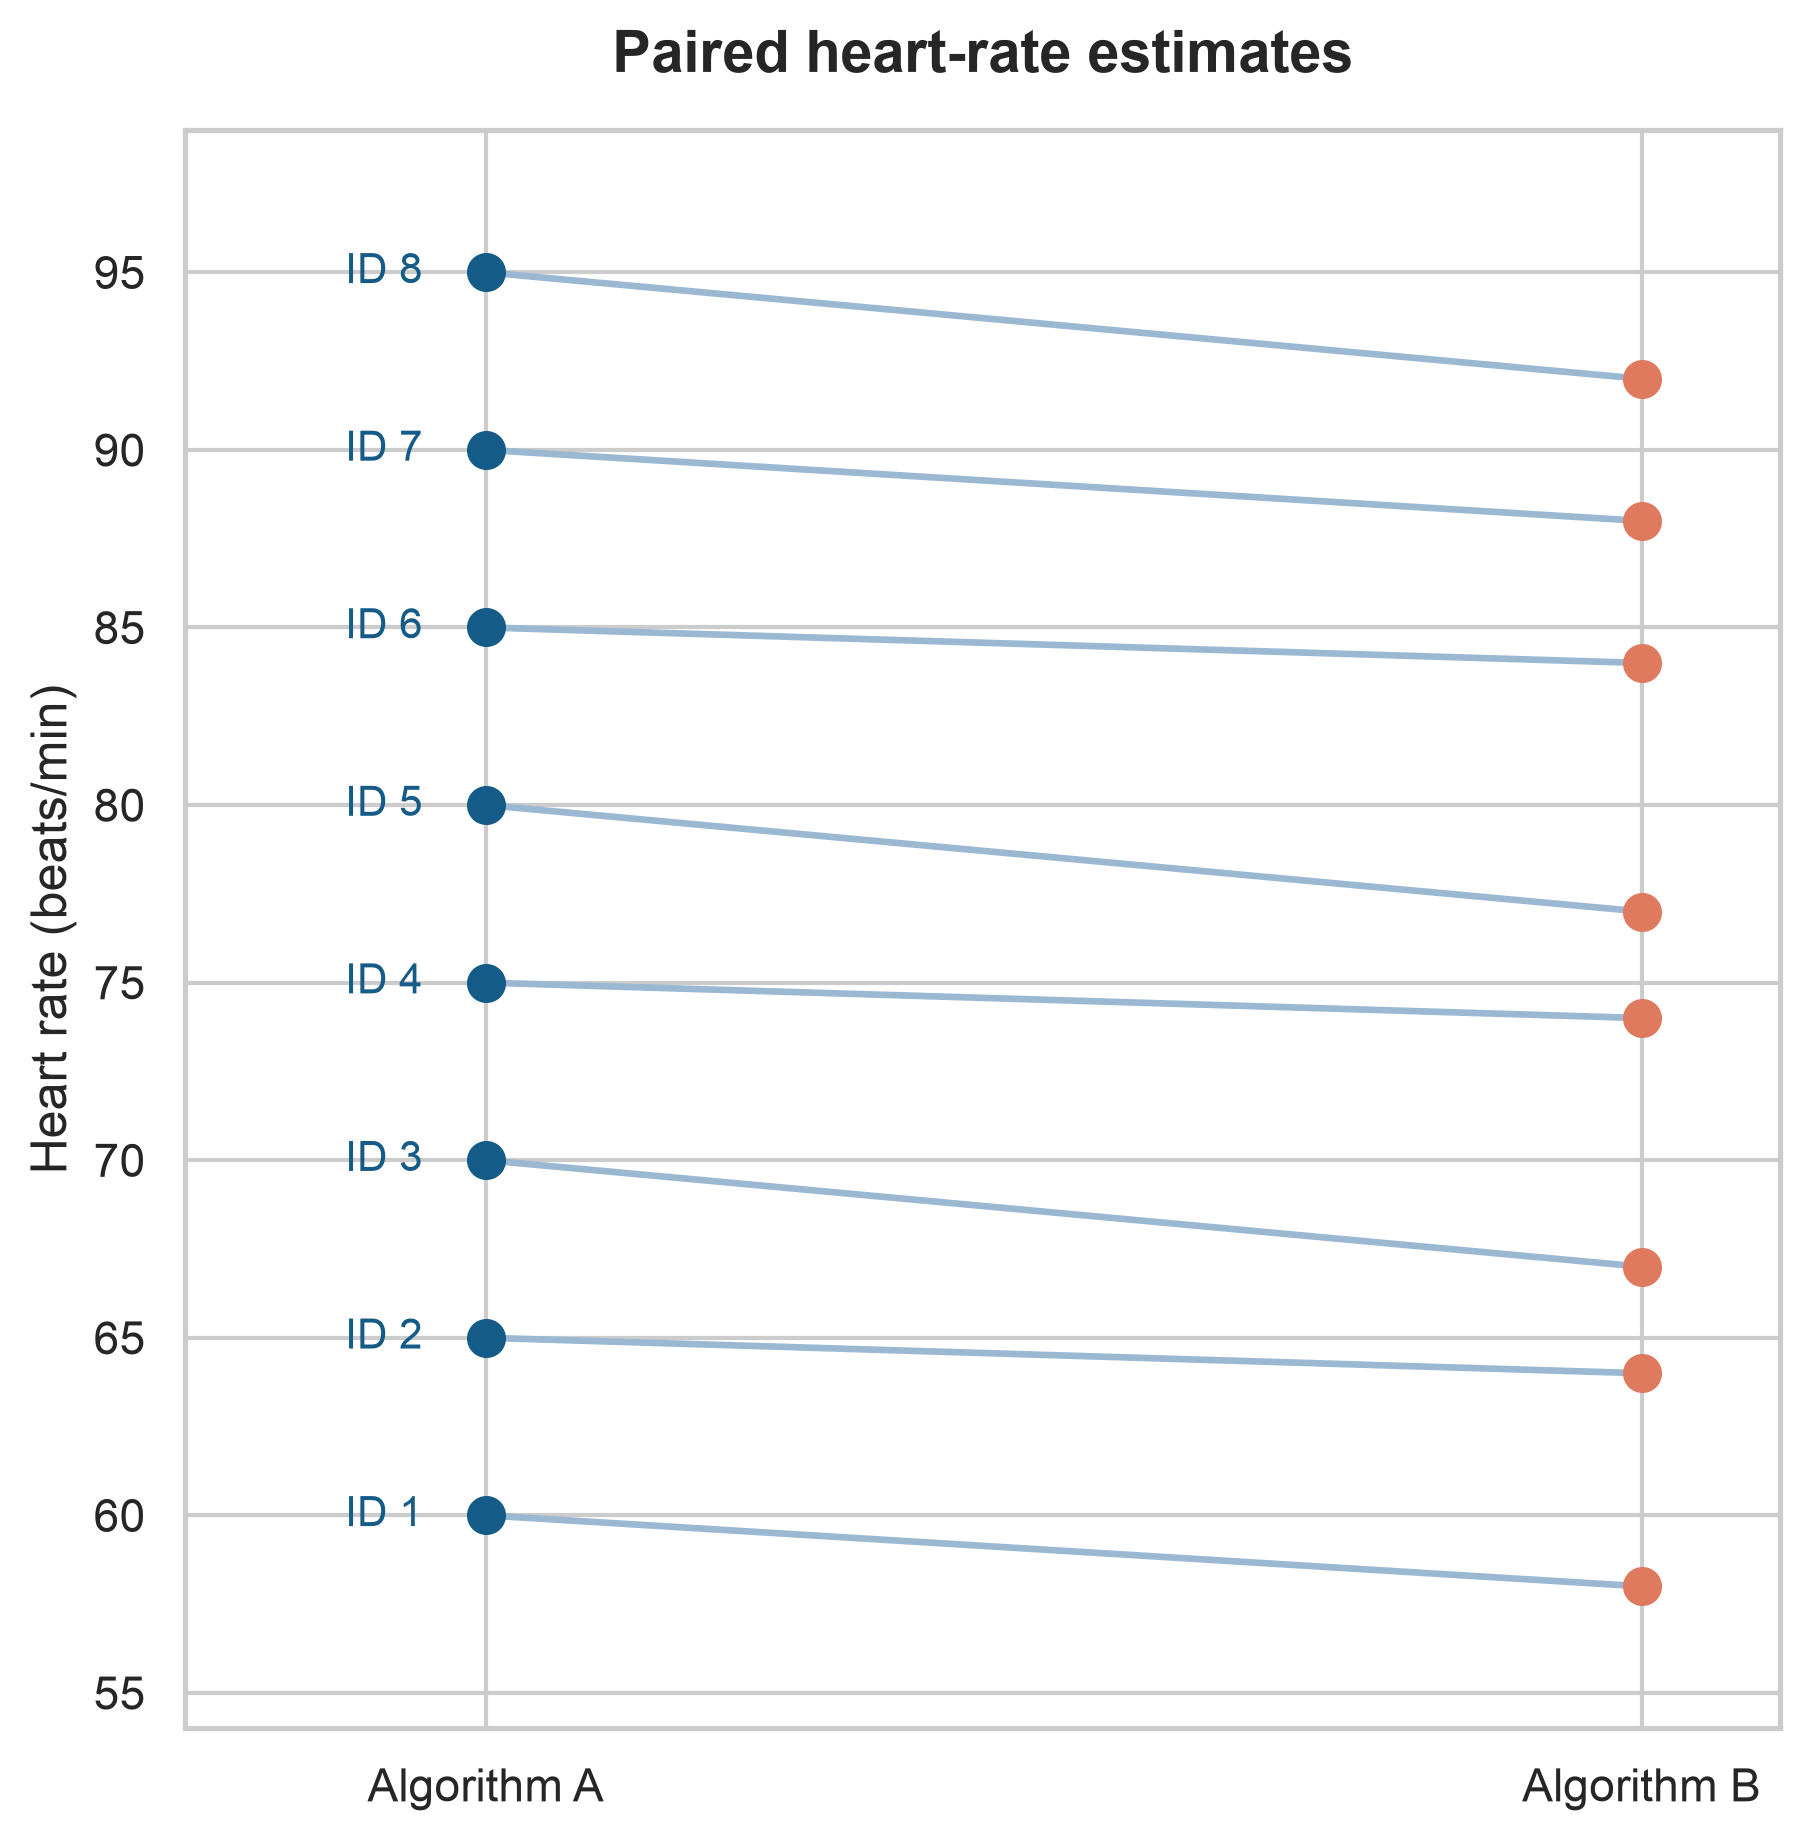 Paired heart-rate estimates
Heart rate (beats/min)
95
90
85
80
75
70
65
60
55
ID 8
ID 7
ID 6
ID 5
ID 4
ID 3
ID 2
ID 1
Algorithm A
Algorithm B